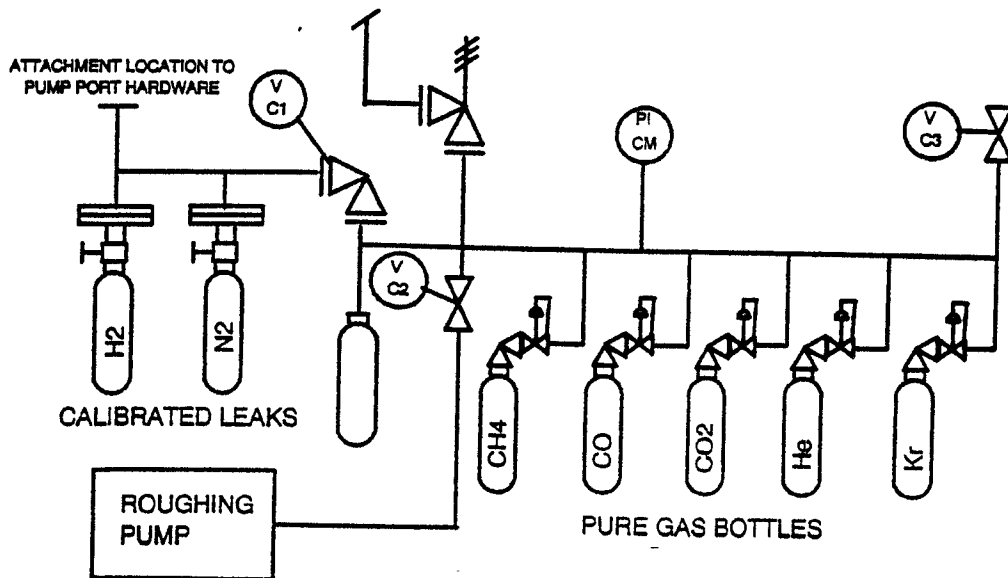 ATTACHMENT LOCATION TO
PUMP PORT HARDWARE
V
C1
PI
CM
V
C3
V
C2
H2
N2
CALIBRATED LEAKS
CH4
CO
CO2
He
Kr
ROUGHING
PUMP
PURE GAS BOTTLES